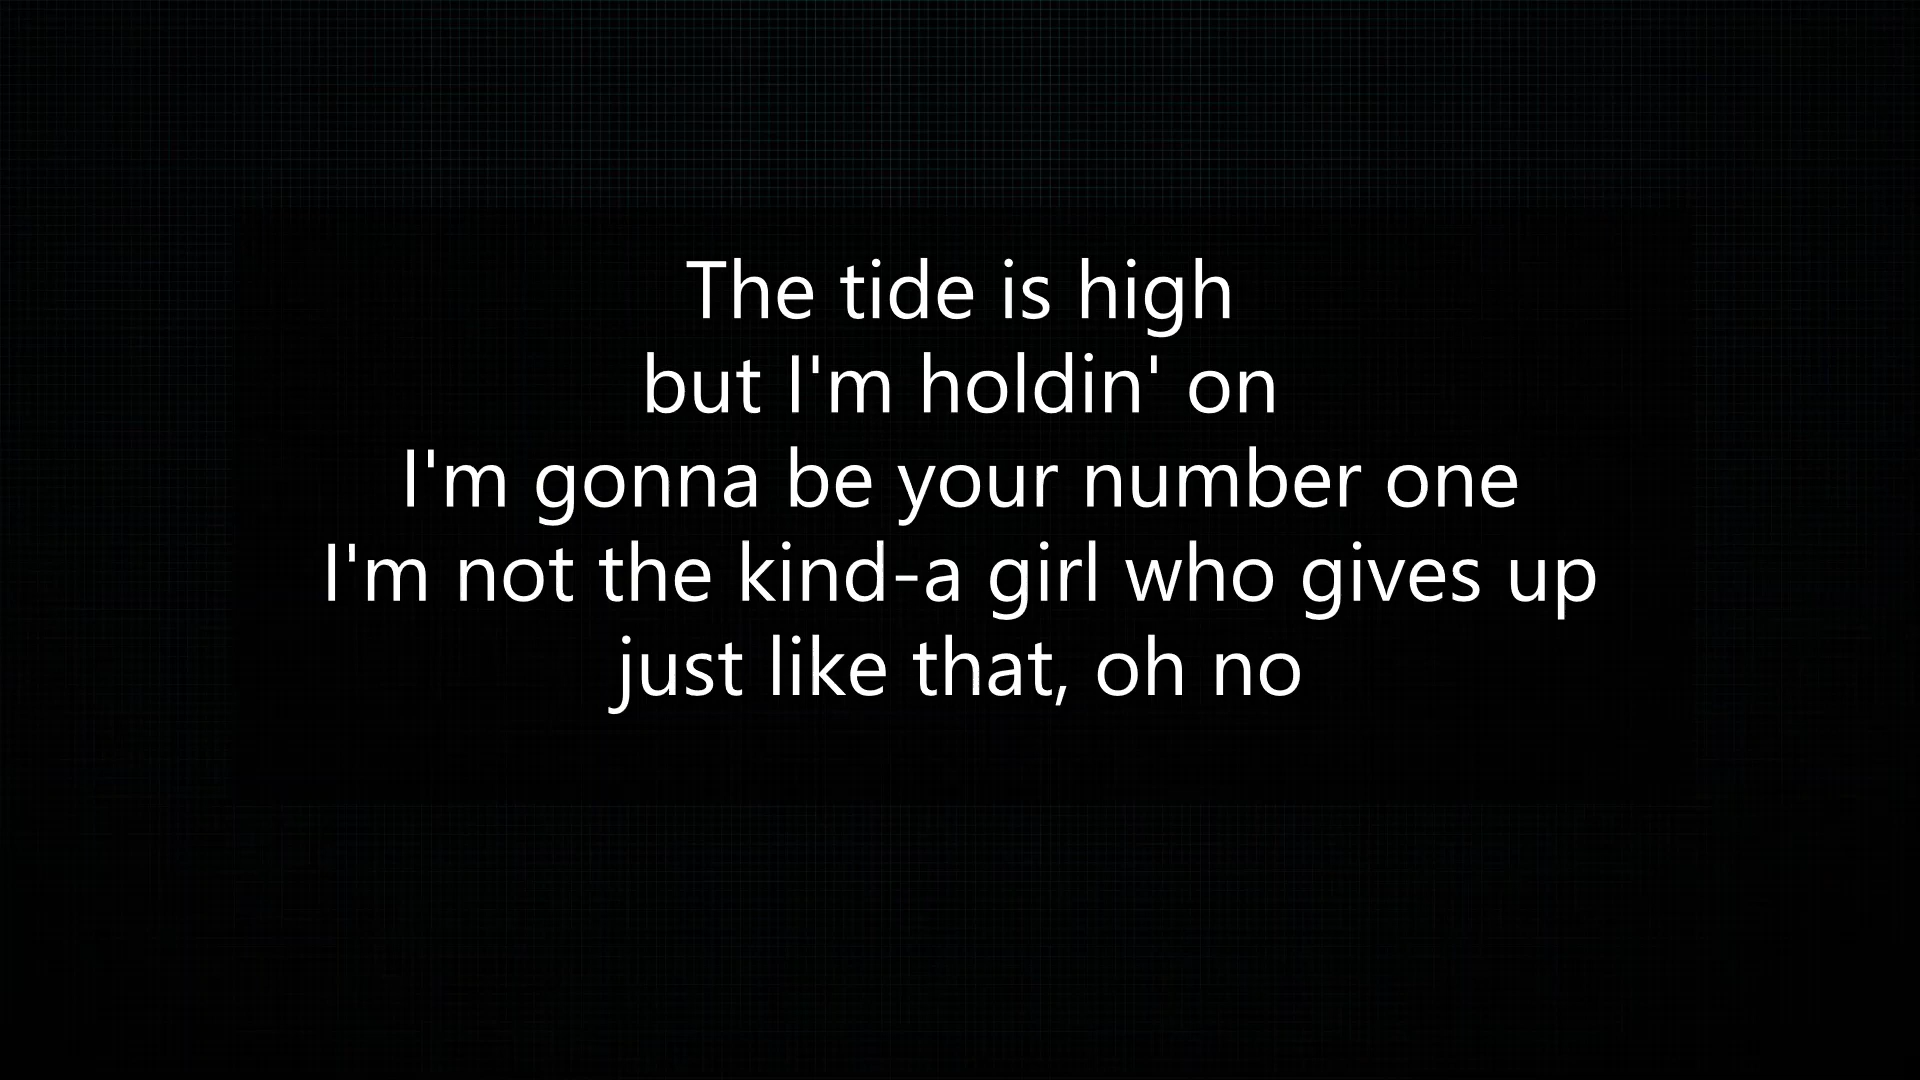 The tide is high
but I'm holdin' on
I'm gonna be your number one
I'm not the kind-a girl who gives up
just like that, oh no